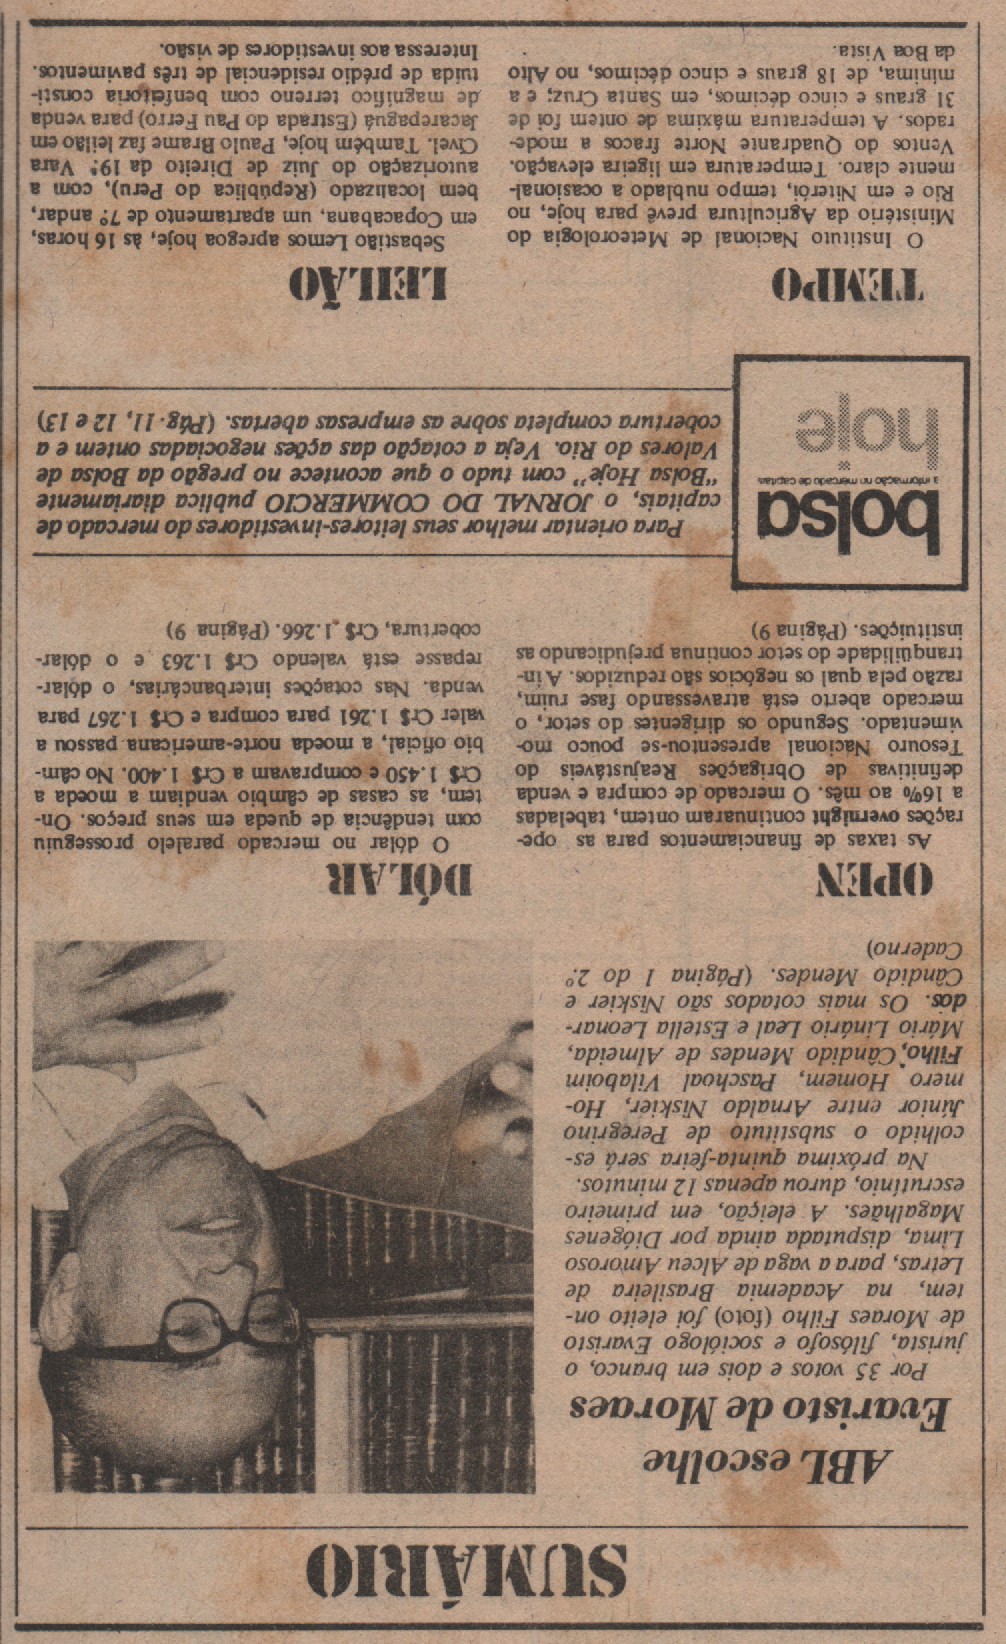 SUMÁRIO
ABL escolhe
Evaristo de Moraes
Por 35 votos e dois em branco, o
jurista, filósofo e sociólogo Evaristo
de Moraes Filho (foto) foi eleito on-
tem, na Academia Brasileira de
Letras, para a vaga de Alceu Amoroso
Lima, disputada ainda por Diógenes
Magalhães. A eleição, em primeiro
escrutínio, durou apenas 12 minutos.
Na próxima quinta-feira será es-
colhido o substituto de Peregrino
Júnior entre Arnaldo Niskier, Ho-
mero Homem, Paschoal Vilaboim
Filho, Cândido Mendes de Almeida,
Mário Linário Leal e Estella Leonar-
dos. Os mais cotados são Niskier e
Cândido Mendes. (Página 1 do 2º
Caderno)
OPEN
As taxas de financiamentos para as ope-
rações overnight continuaram ontem, tabeladas
a 16% ao mês. O mercado de compra e venda
definitivas de Obrigações Reajustáveis do
Tesouro Nacional apresentou-se pouco mo-
vimentado. Segundo os dirigentes do setor, o
mercado aberto está atravessando fase ruim,
razão pela qual os negócios são reduzidos. A in-
tranqüilidade do setor continua prejudicando as
instituições. (Página 9)
DÓLAR
O dólar no mercado paralelo prosseguiu
com tendência de queda em seus preços. On-
tem, as casas de câmbio vendiam a moeda a
Cr$ 1.450 e compravam a Cr$ 1.400. No câm-
bio oficial, a moeda norte-americana passou a
valer Cr$ 1.261 para compra e Cr$ 1.267 para
venda. Nas cotações interbancárias, o dólar-
repasse está valendo Cr$ 1.263 e o dólar-
cobertura, Cr$ 1.266. (Página 9)
bolsa
a informação no mercado de capitais
hoje
Para orientar melhor seus leitores-investidores do mercado de
capitais, o JORNAL DO COMMERCIO publica diariamente
"Bolsa Hoje" com tudo o que acontece no pregão da Bolsa de
Valores do Rio. Veja a cotação das ações negociadas ontem e a
cobertura completa sobre as empresas abertas. (Pág. 11, 12 e 13)
TEMPO
O Instituto Nacional de Meteorologia do
Ministério da Agricultura prevê para hoje, no
Rio e em Niterói, tempo nublado a ocasional-
mente claro. Temperatura em ligeira elevação.
Ventos do Quadrante Norte fracos a mode-
rados. A temperatura máxima de ontem foi de
31 graus e cinco décimos, em Santa Cruz; e a
mínima, de 18 graus e cinco décimos, no Alto
da Boa Vista.
LEILÃO
Sebastião Lemos apregoa hoje, às 16 horas,
em Copacabana, um apartamento de 7º andar,
bem localizado (República do Peru), com a
autorização do Juiz de Direito da 19ª Vara
Cível. Também hoje, Paulo Brame faz leilão em
Jacarepaguá (Estrada do Pau Ferro) para venda
de magnífico terreno com benfeitoria consti-
tuída de prédio residencial de três pavimentos.
Interessa aos investidores de visão.